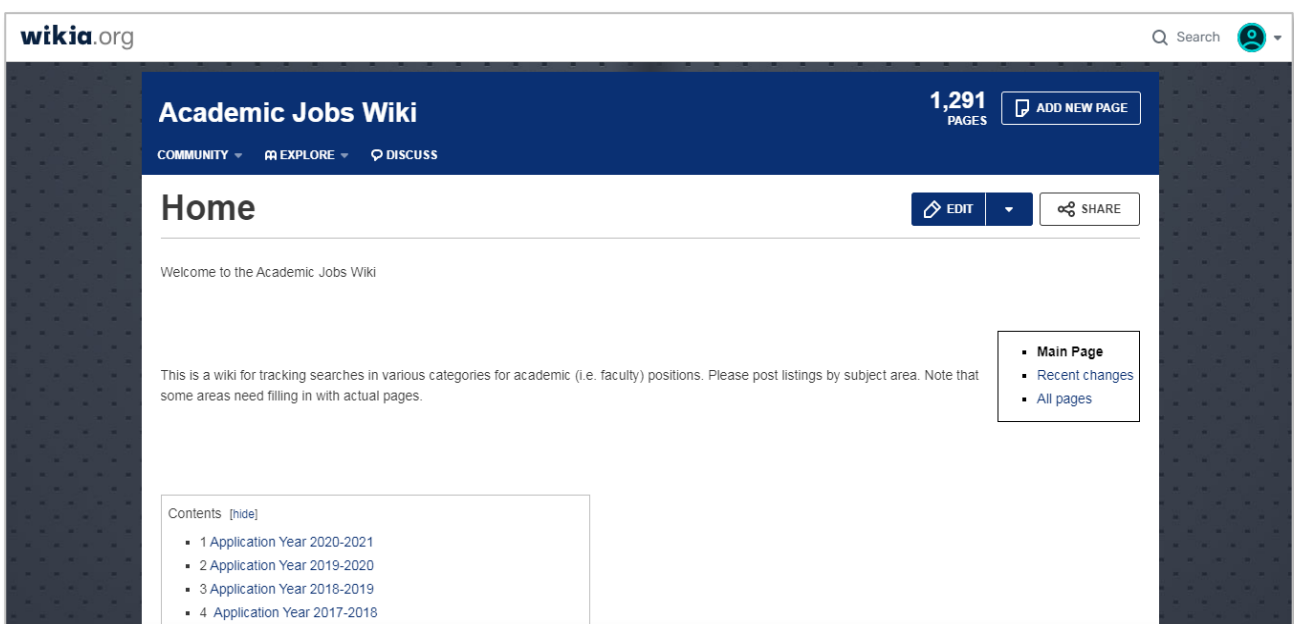 wikia.org
Search
Academic Jobs Wiki
1,291
PAGES
ADD NEW PAGE
COMMUNITY
EXPLORE
DISCUSS
Home
EDIT
SHARE
Welcome to the Academic Jobs Wiki
This is a wiki for tracking searches in various categories for academic (i.e. faculty) positions. Please post listings by subject area. Note that
some areas need filling in with actual pages.
Main Page
Recent changes
All pages
Contents [hide]
1 Application Year 2020-2021
2 Application Year 2019-2020
3 Application Year 2018-2019
4 Application Year 2017-2018